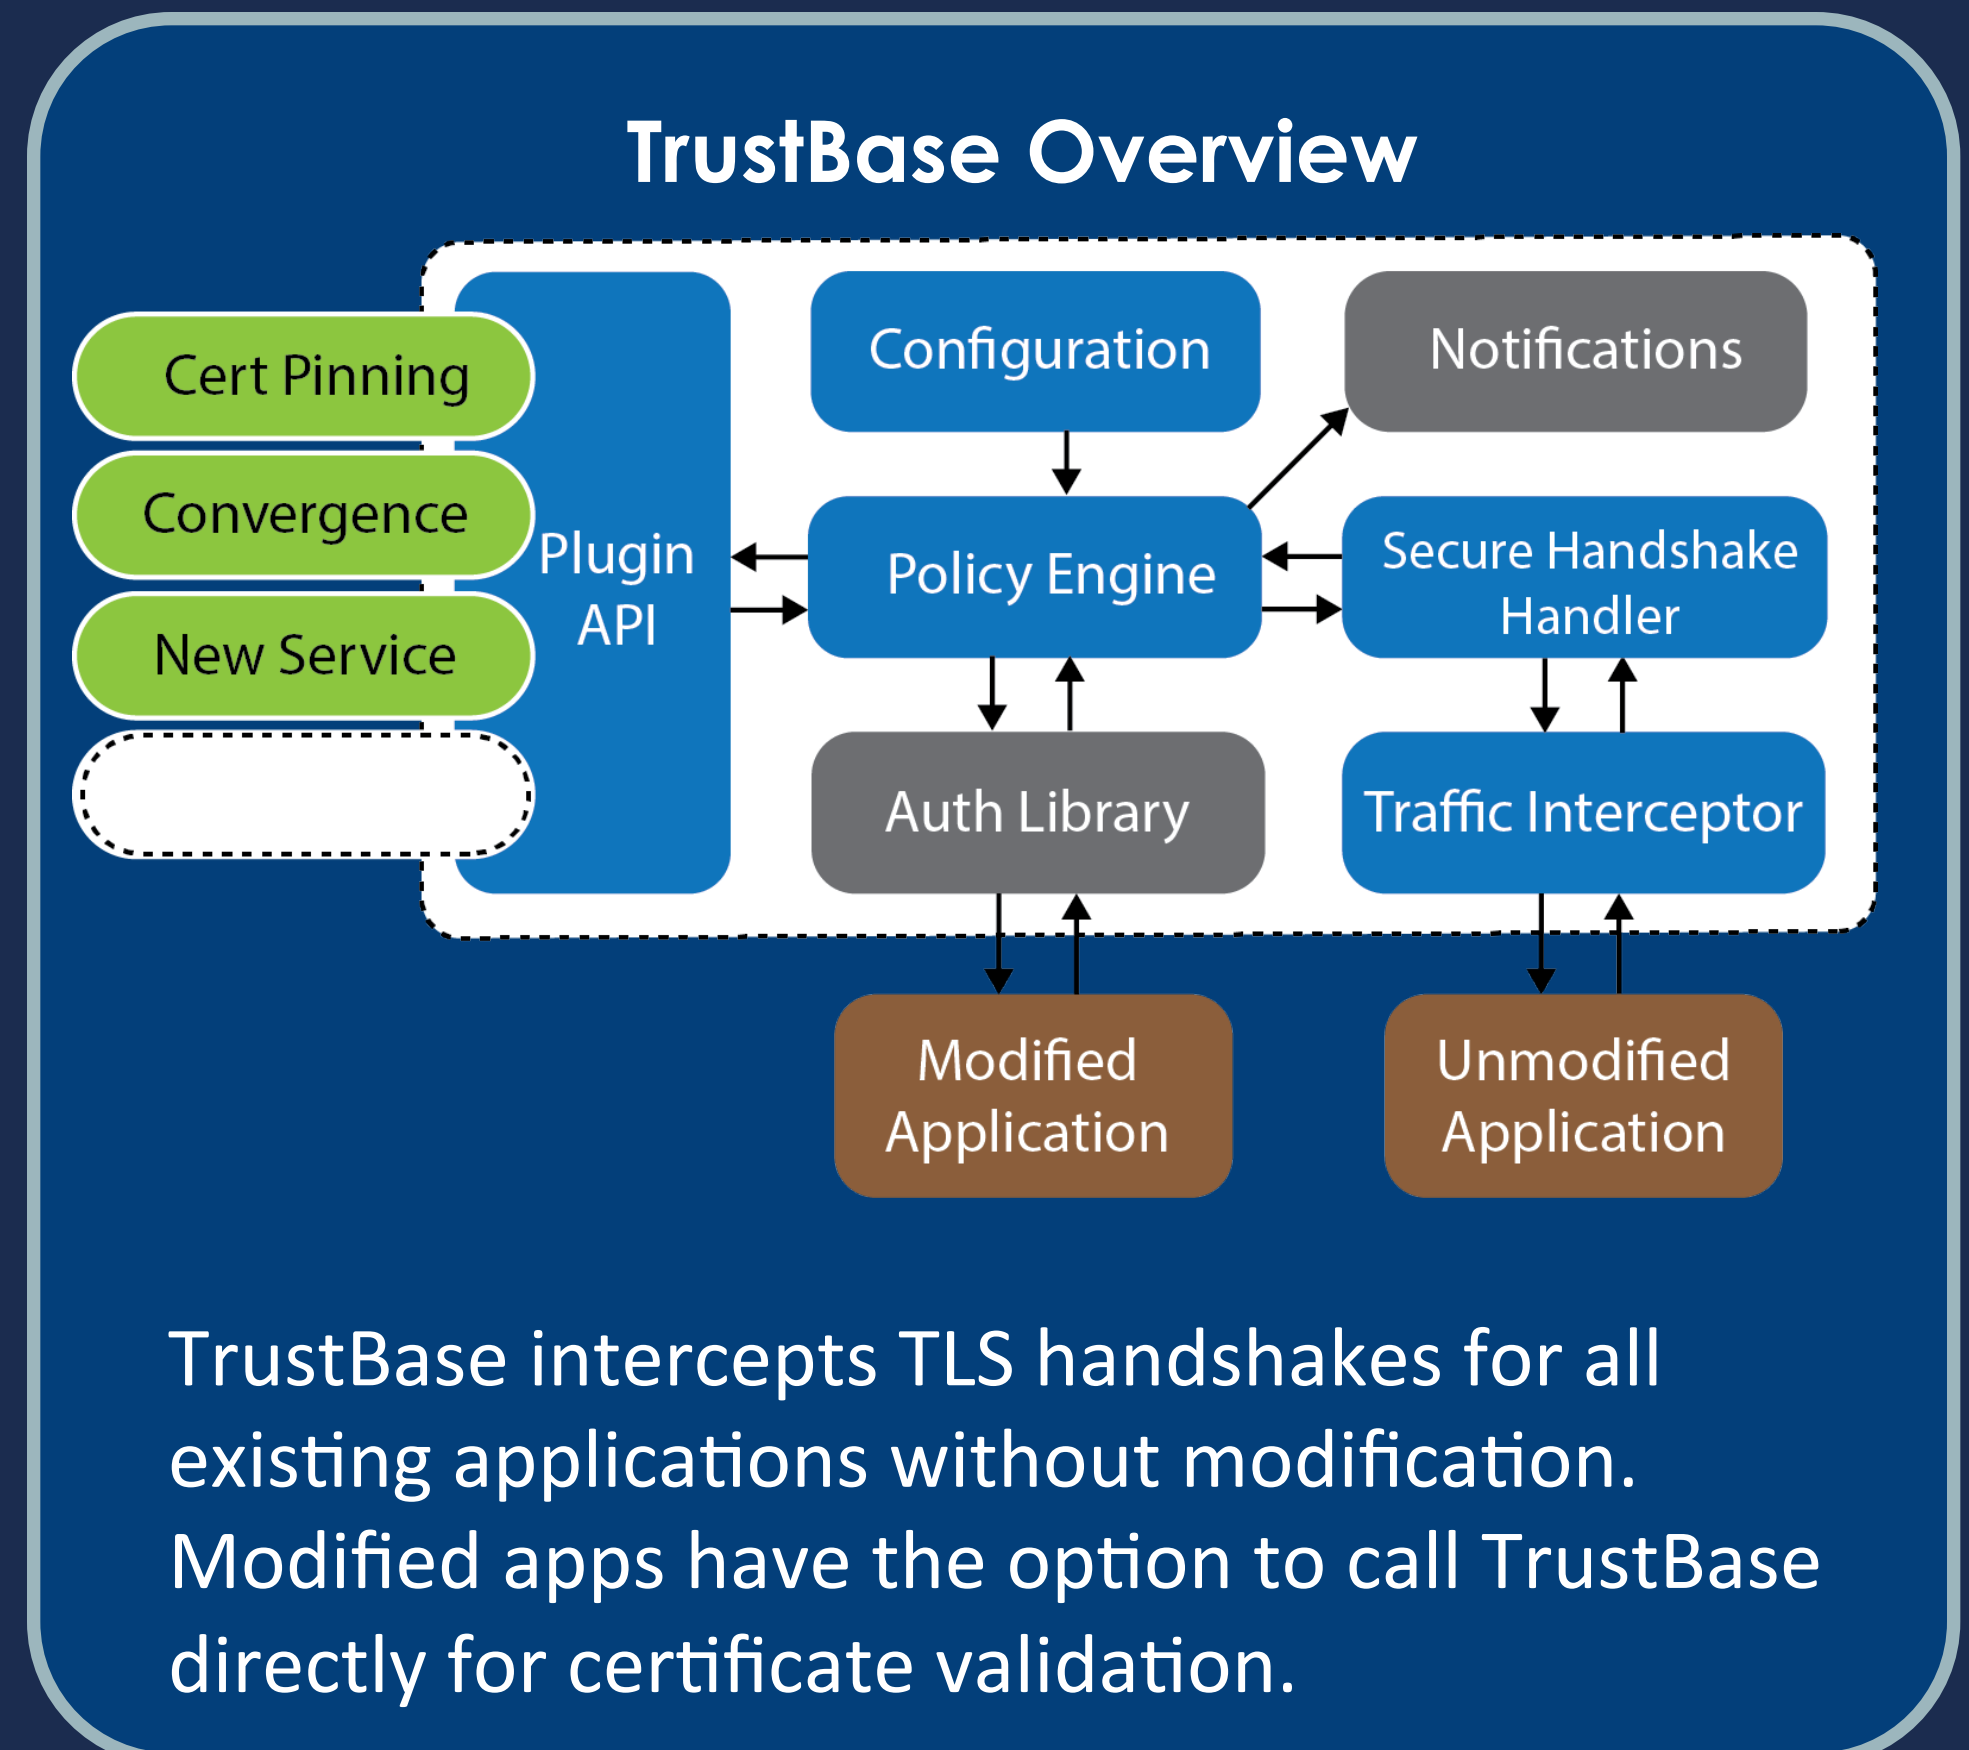 TrustBase Overview
Cert Pinning
Convergence
New Service
Plugin
API
Configuration
Notifications
Policy Engine
Secure Handshake
Handler
Auth Library
Traffic Interceptor
Modified
Application
Unmodified
Application
TrustBase intercepts TLS handshakes for all
existing applications without modification.
Modified apps have the option to call TrustBase
directly for certificate validation.